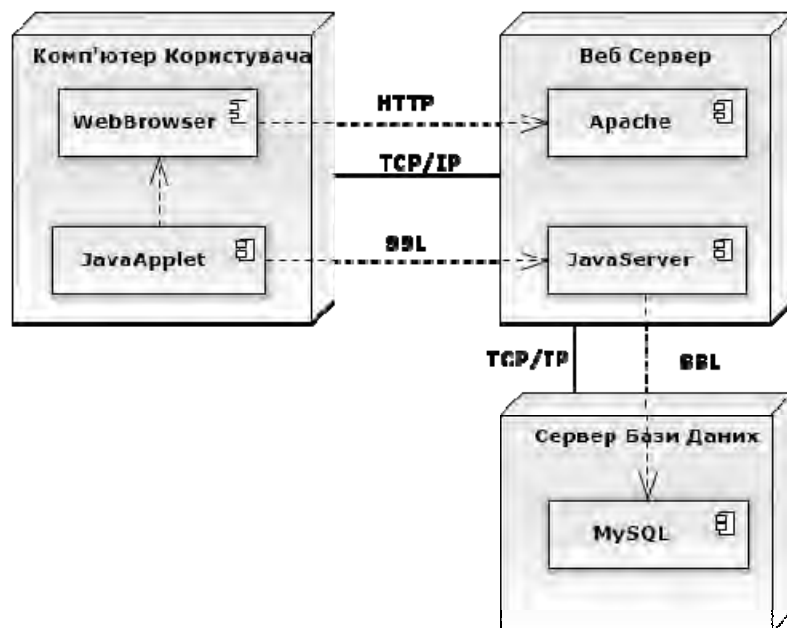 Комп'ютер Користувача
Веб Сервер
WebBrowser
HTTP
Apache
TCP/IP
JavaApplet
SSL
JavaServer
TCP/IP
SSL
Сервер Бази Даних
MySQL